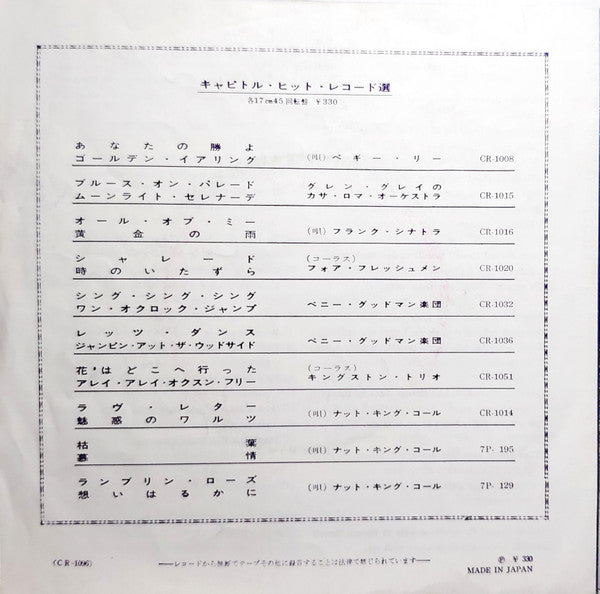 キャピトル・ヒット・レコード選
各17cm45回転盤 ¥330
あなたの勝よ
ゴールデン・イアリング (唄) ペギー・リー CR-1008
ブルース・オン・パレード グレン・グレイの
ムーンライト・セレナーデ カサ・ロマ・オーケストラ CR-1015
オール・オブ・ミー
黄金の雨 (唄) フランク・シナトラ CR-1016
シャレード (コーラス)
時のいたずら フォア・フレッシュメン CR-1020
シング・シング・シング
ワン・オクロック・ジャンプ ベニー・グッドマン楽団 CR-1032
レッツ・ダンス
ジャンピン・アット・ザ・ウッドサイド ベニー・グッドマン楽団 CR-1036
花はどこへ行った (コーラス)
アレイ・アレイ・オクスン・フリー キングストン・トリオ CR-1051
ラヴ・レター
魅惑のワルツ (唄) ナット・キング・コール CR-1014
枯葉
慕情 (唄) ナット・キング・コール 7P-195
ランブリン・ローズ
想いはるかに (唄) ナット・キング・コール 7P-129
(CR-1096) ——レコードから無断でテープその他に録音することは法律で禁じられています—— Ⓟ ¥330
MADE IN JAPAN